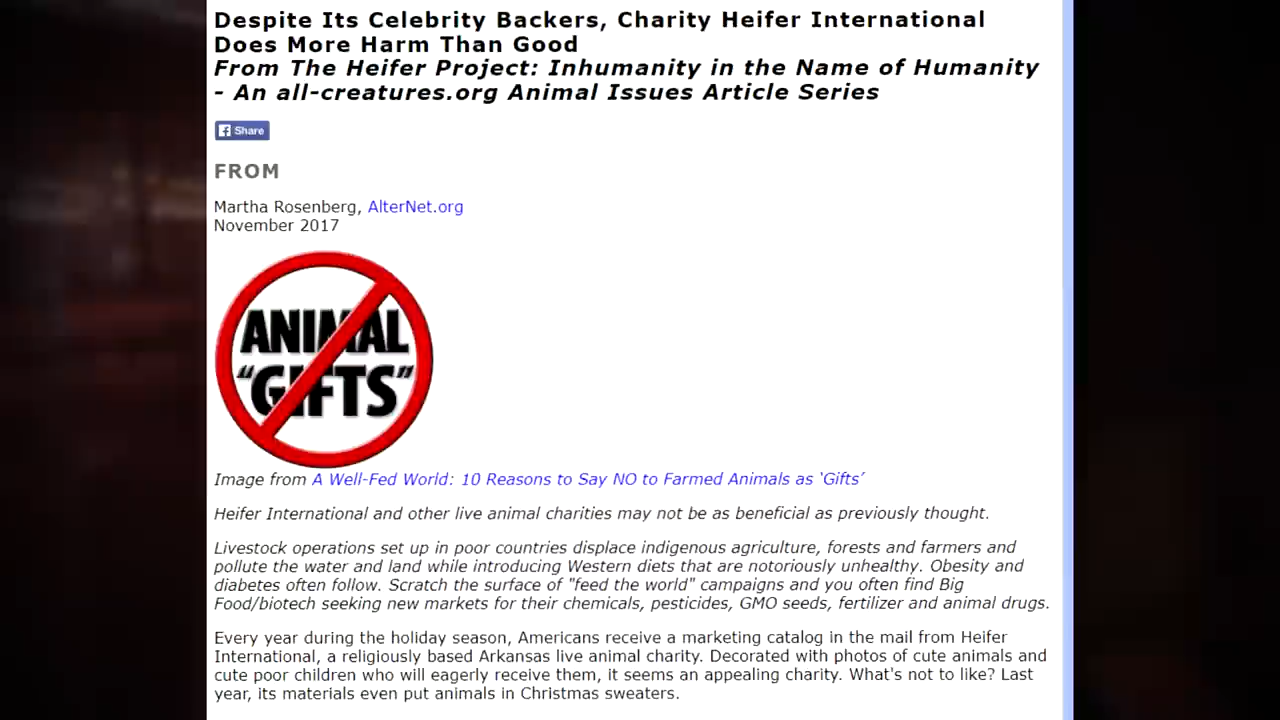 Despite Its Celebrity Backers, Charity Heifer International
Does More Harm Than Good
From The Heifer Project: Inhumanity in the Name of Humanity
- An all-creatures.org Animal Issues Article Series
Share
FROM
Martha Rosenberg, AlterNet.org
November 2017
ANIMAL
"GIFTS"
Image from A Well-Fed World: 10 Reasons to Say NO to Farmed Animals as ‘Gifts’
Heifer International and other live animal charities may not be as beneficial as previously thought.
Livestock operations set up in poor countries displace indigenous agriculture, forests and farmers and
pollute the water and land while introducing Western diets that are notoriously unhealthy. Obesity and
diabetes often follow. Scratch the surface of "feed the world" campaigns and you often find Big
Food/biotech seeking new markets for their chemicals, pesticides, GMO seeds, fertilizer and animal drugs.
Every year during the holiday season, Americans receive a marketing catalog in the mail from Heifer
International, a religiously based Arkansas live animal charity. Decorated with photos of cute animals and
cute poor children who will eagerly receive them, it seems an appealing charity. What's not to like? Last
year, its materials even put animals in Christmas sweaters.